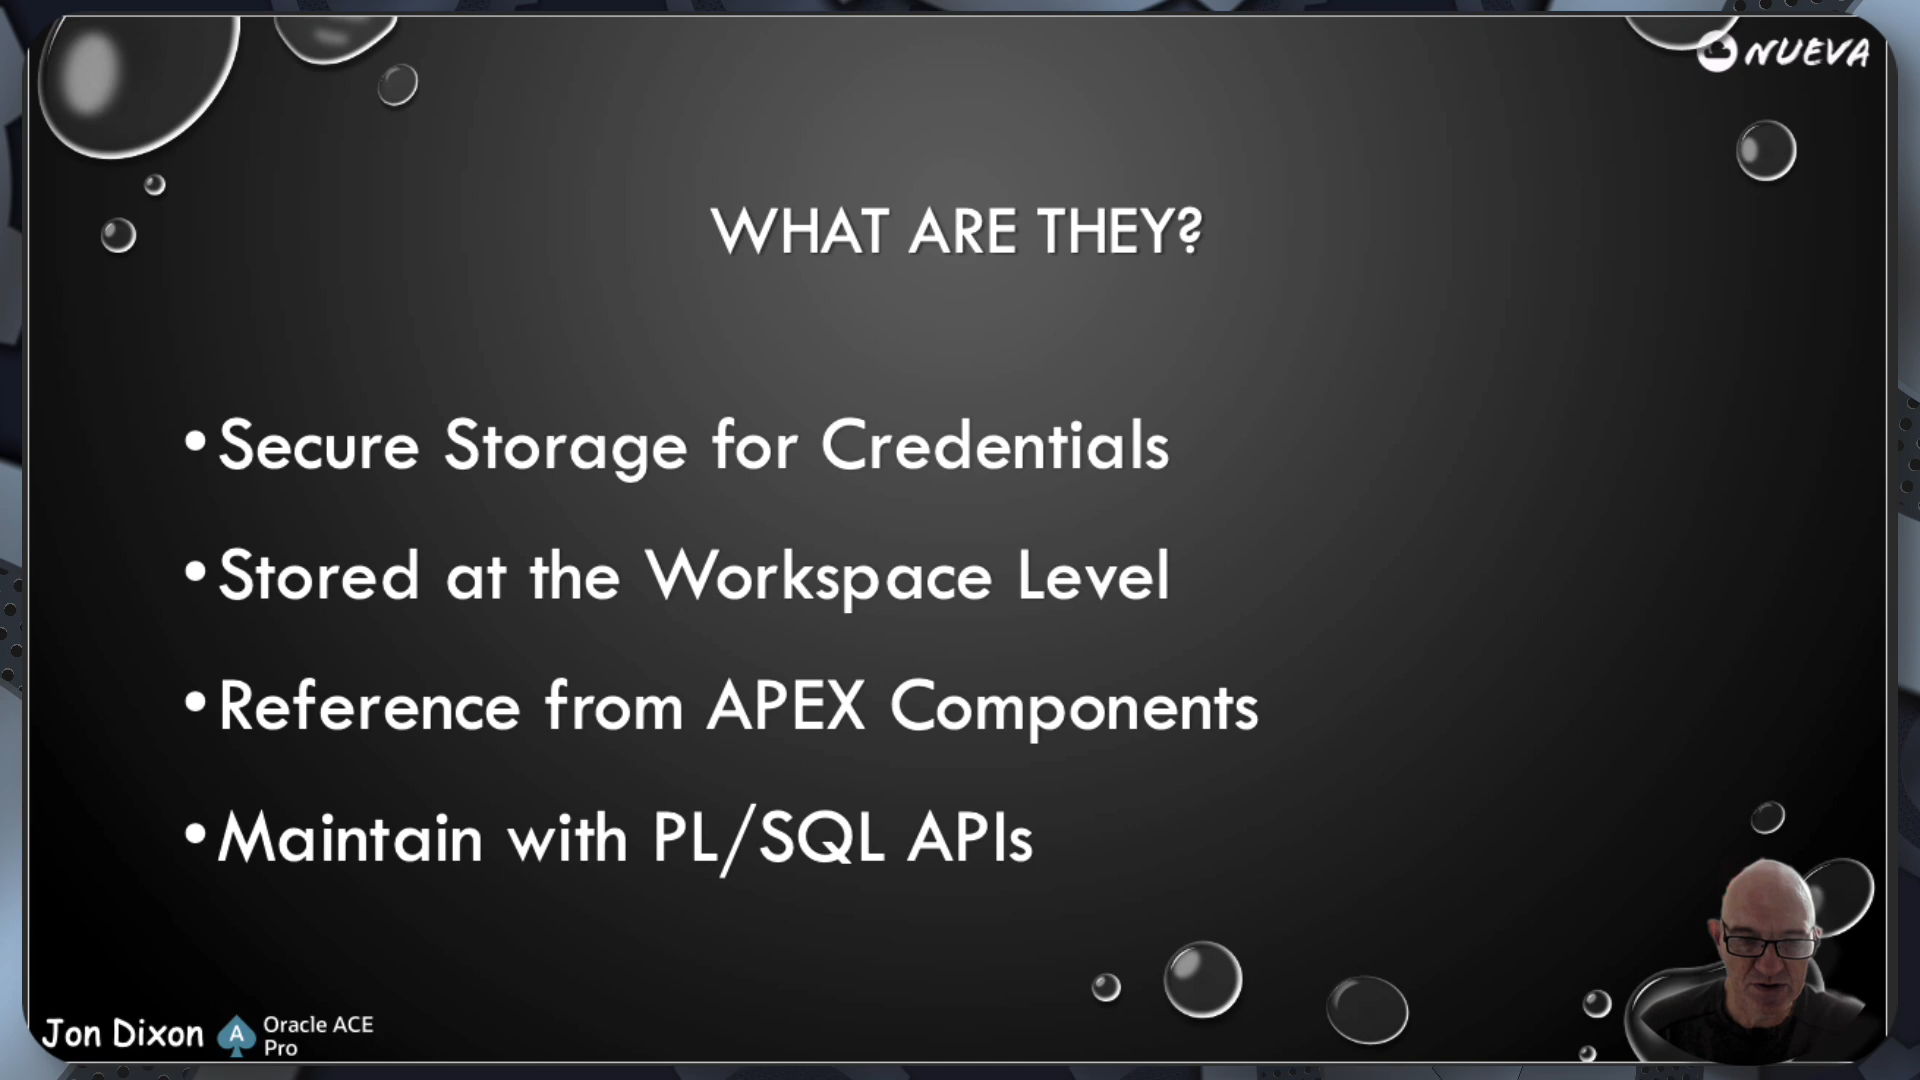 NUEVA
WHAT ARE THEY?
•Secure Storage for Credentials
•Stored at the Workspace Level
•Reference from APEX Components
•Maintain with PL/SQL APIs
Jon Dixon
A
Oracle ACE
Pro